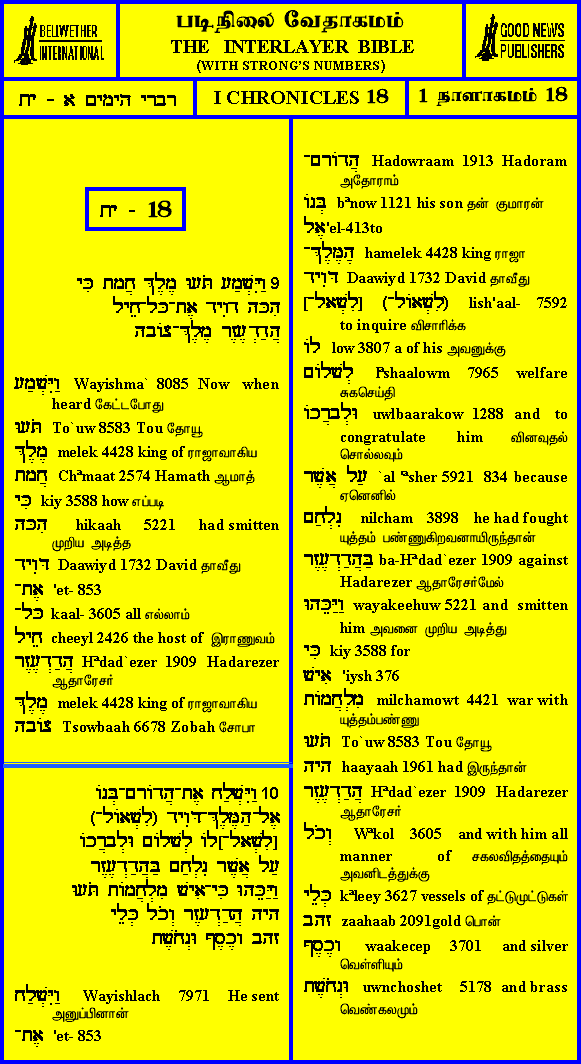 BELLWETHER
INTERNATIONAL
படிநிலை வேதாகமம்
THE INTERLAYER BIBLE
(WITH STRONG'S NUMBERS)
GOOD NEWS
PUBLISHERS
דברי הימים א - יח
I CHRONICLES 18
1 நாளாகமம் 18
יח - 18
9 וַיִּשְׁמַע תֹּעוּ מֶלֶךְ חֲמָת כִּי
הִכָּה דָוִיד אֶת־כָּל־חֵיל
הֲדַדְעֶזֶר מֶלֶךְ־צוֹבָה
וַיִּשְׁמַע Wayishma` 8085 Now when
heard கேட்டபோது
תֹּעוּ To`uw 8583 Tou தோயூ
מֶלֶךְ melek 4428 king of ராஜாவாகிய
חֲמָת Chªmaat 2574 Hamath ஆமாத்
כִּי kiy 3588 how எப்படி
הִכָּה hikaah 5221 had smitten
முறிய அடித்த
דָּוִיד Daawiyd 1732 David தாவீது
אֶת־ 'et- 853
כָּל־ kaal- 3605 all எல்லாம்
חֵיל cheeyl 2426 the host of இராணுவம்
הֲדַדְעֶזֶר Hªdad`ezer 1909 Hadarezer
ஆதாரேசர்
מֶלֶךְ melek 4428 king of ராஜாவாகிய
צוֹבָה Tsowbaah 6678 Zobah சோபா
10 וַיִּשְׁלַח אֶת־הֲדוֹרָם־בְּנוֹ
אֶל־הַמֶּלֶךְ־דָּוִיד (לִשְׁאוֹל־)
[לִשְׁאָל־]לוֹ לְשָׁלוֹם וּלְבָרֲכוֹ
עַל אֲשֶׁר נִלְחַם בַּהֲדַדְעֶזֶר
וַיַּכֵּהוּ כִּי־אִישׁ מִלְחֲמוֹת תֹּעוּ
הָיָה הֲדַדְעֶזֶר וְכֹל כְּלֵי
זָהָב וָכֶסֶף וּנְחֹשֶׁת
וַיִּשְׁלַח Wayishlach 7971 He sent
அனுப்பினான்
אֶת־ 'et- 853
הֲדוֹרָם־ Hadowraam 1913 Hadoram
அதோராம்
בְּנוֹ bªnow 1121 his son தன் குமாரன்
אֶל 'el-413to
הַמֶּלֶךְ־ hamelek 4428 king ராஜா
דָּוִיד Daawiyd 1732 David தாவீது
[לִשְׁאָל־] (לִשְׁאוֹל־) lish'aal- 7592
to inquire விசாரிக்க
לוֹ low 3807 a of his அவனுக்கு
לְשָׁלוֹם lªshaalowm 7965 welfare
சுகசெய்தி
וּלְבָרֲכוֹ uwlbaarakow 1288 and to
congratulate him வினவுதல்
சொல்லவும்
עַל אֲשֶׁר `al ªsher 5921 834 because
ஏனெனில்
נִלְחַם nilcham 3898 he had fought
யுத்தம் பண்ணுகிறவனாயிருந்தான்
בַּהֲדַדְעֶזֶר ba-Hªdad`ezer 1909 against
Hadarezer ஆதாரேசர்மேல்
וַיַּכֵּהוּ wayakeehuw 5221 and smitten
him அவனை முறிய அடித்து
כִּי kiy 3588 for
אִישׁ 'iysh 376
מִלְחֲמוֹת milchamowt 4421 war with
யுத்தம்பண்ணு
תֹּעוּ To`uw 8583 Tou தோயூ
הָיָה haayaah 1961 had இருந்தான்
הֲדַדְעֶזֶר Hªdad`ezer 1909 Hadarezer
ஆதாரேசர்
וְכֹל Wªkol 3605 and with him all
manner of சகலவிதத்தையும்
அவனிடத்துக்கு
כְּלֵי kªleey 3627 vessels of தட்டுமுட்டுகள்
זָהָב zaahaab 2091gold பொன்
וָכֶסֶף waakecep 3701 and silver
வெள்ளியும்
וּנְחֹשֶׁת uwnchoshet 5178 and brass
வெண்கலமும்